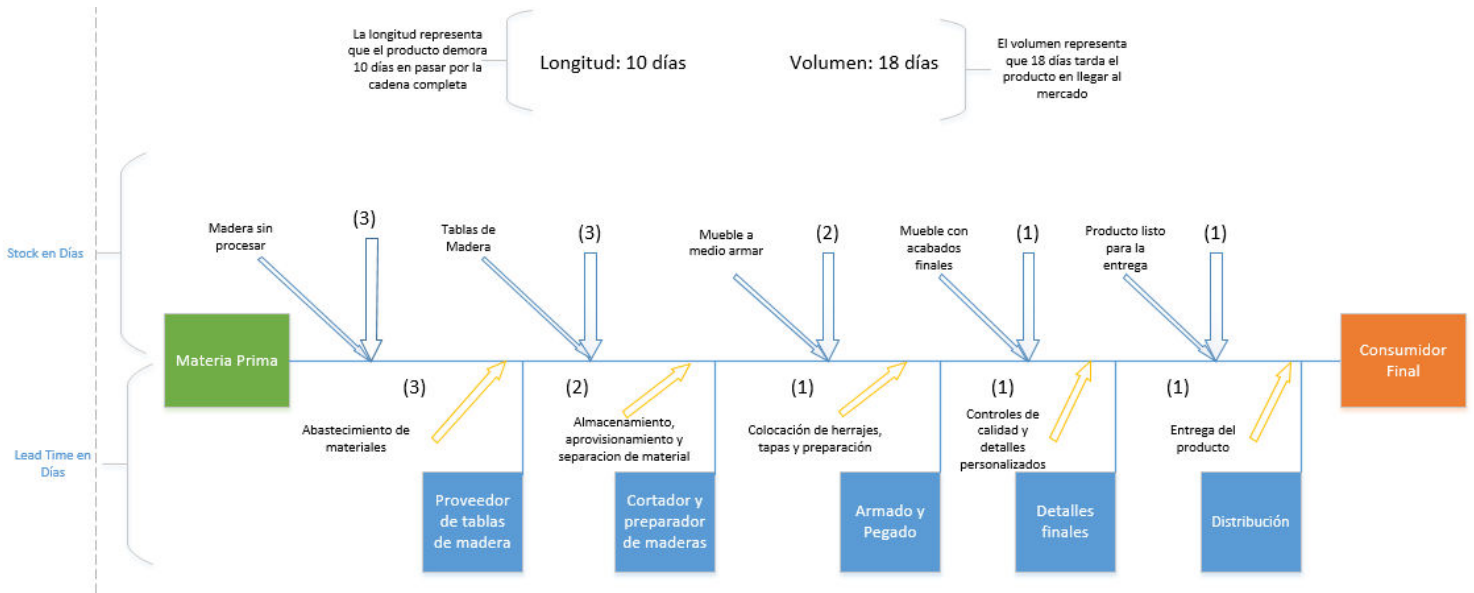 La longitud representa
que el producto demora
10 días en pasar por la
cadena completa
Longitud: 10 días
Volumen: 18 días
El volumen representa
que 18 días tarda el
producto en llegar al
mercado
Stock en Días
Madera sin
procesar
(3)
Tablas de
Madera
(3)
Mueble a
medio armar
(2)
Mueble con
acabados
finales
(1)
Producto listo
para la
entrega
(1)
Materia Prima
Consumidor
Final
Lead Time en
Días
(3)
Abastecimiento de
materiales
(2)
Almacenamiento,
aprovisionamiento y
separacion de material
(1)
Colocación de herrajes,
tapas y preparación
(1)
Controles de
calidad y
detalles
personalizados
(1)
Entrega del
producto
Proveedor
de tablas
de madera
Cortador y
preparador
de maderas
Armado y
Pegado
Detalles
finales
Distribución